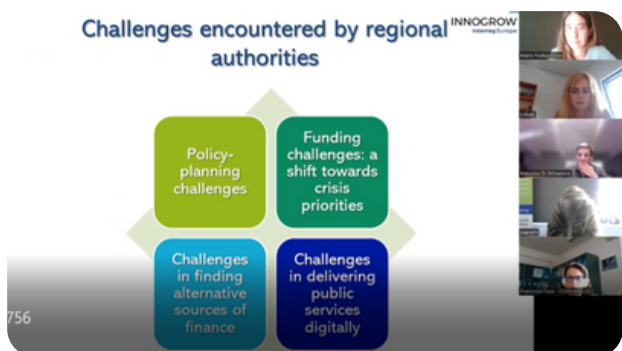 Challenges encountered by regional
authorities
INNOGROW
Interreg Europe
Policy-
planning
challenges
Funding
challenges: a
shift towards
crisis
priorities
Challenges
in finding
alternative
sources of
finance
Challenges
in delivering
public
services
digitally
756